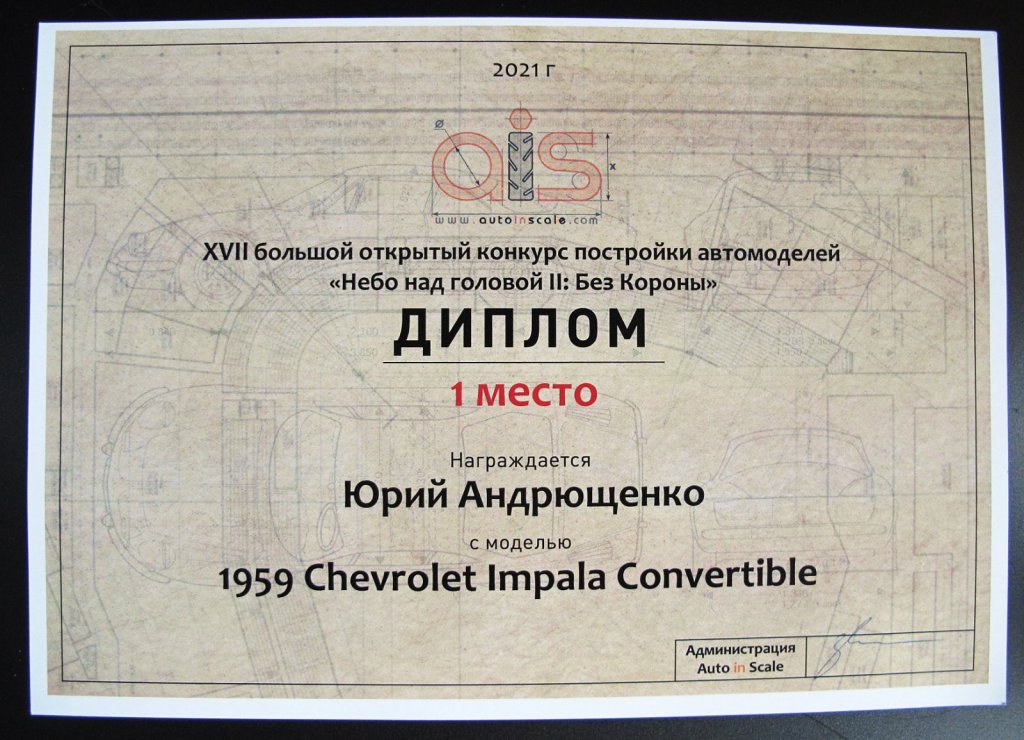 2021 г
ø
ais
x
www.autoinscale.com
XVII большой открытый конкурс постройки автомоделей
«Небо над головой II: Без Короны»
ДИПЛОМ
1 место
Награждается
Юрий Андрющенко
с моделью
1959 Chevrolet Impala Convertible
Администрация
Auto in Scale